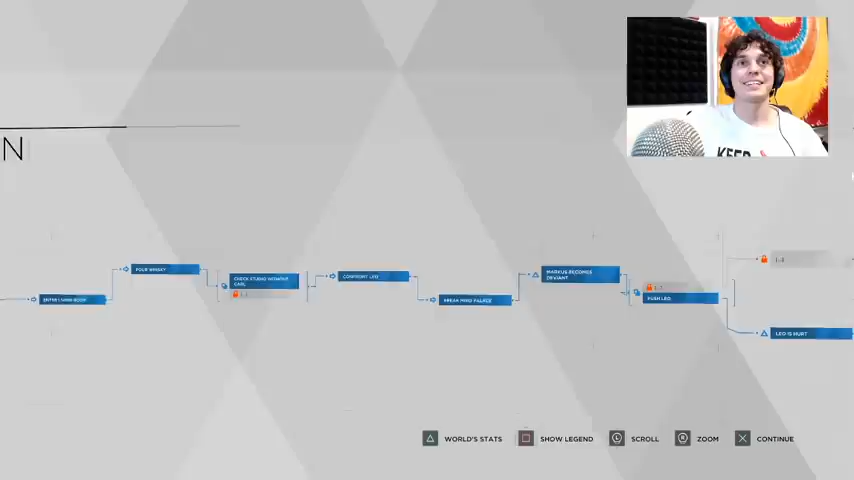 N
KEEP
POUR WHISKY
CHECK STUDIO WITHOUT
CARL
CONFRONT LEO
MARKUS BECOMES
DEVIANT
ENTER LIVING ROOM
BREAK MIND PALACE
PUSH LEO
LEO IS HURT
WORLD'S STATS
SHOW LEGEND
L
SCROLL
R
ZOOM
CONTINUE